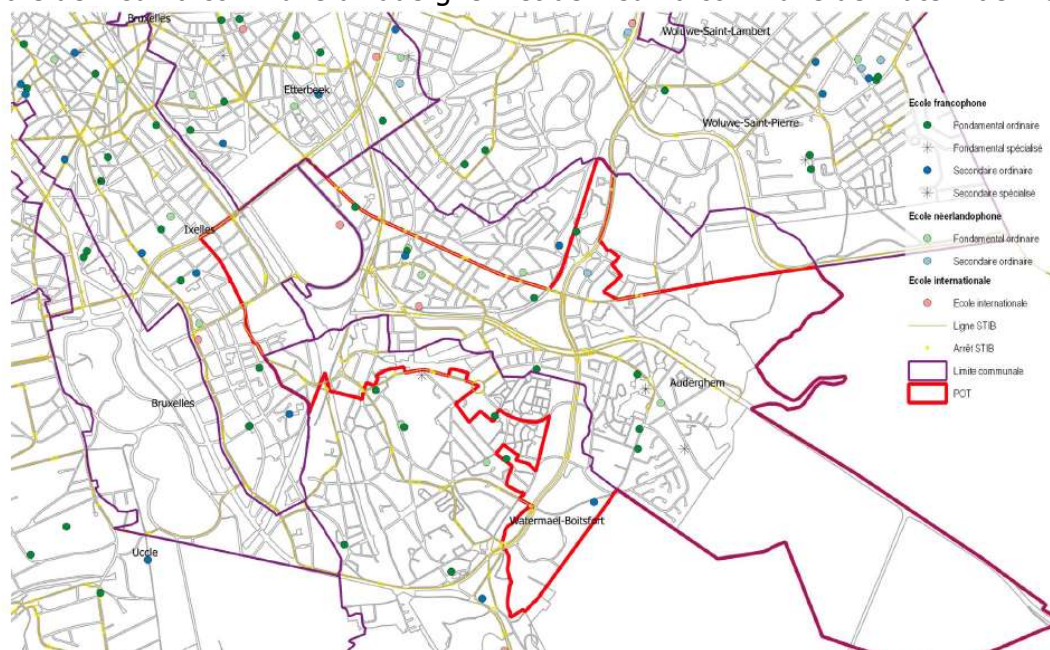 Bruxelles
Woluwe-Saint-Lambert
Etterbeek
Woluwe-Saint-Pierre
Ixelles
Auderghem
Bruxelles
Watermael-Boitsfort
Uccle
Ecole francophone
Fondamental ordinaire
Fondamental spécialisé
Secondaire ordinaire
Secondaire spécialisé
Ecole néerlandophone
Fondamental ordinaire
Secondaire ordinaire
Ecole internationale
Ecole internationale
Ligne STIB
Arrêt STIB
Limite communale
POT